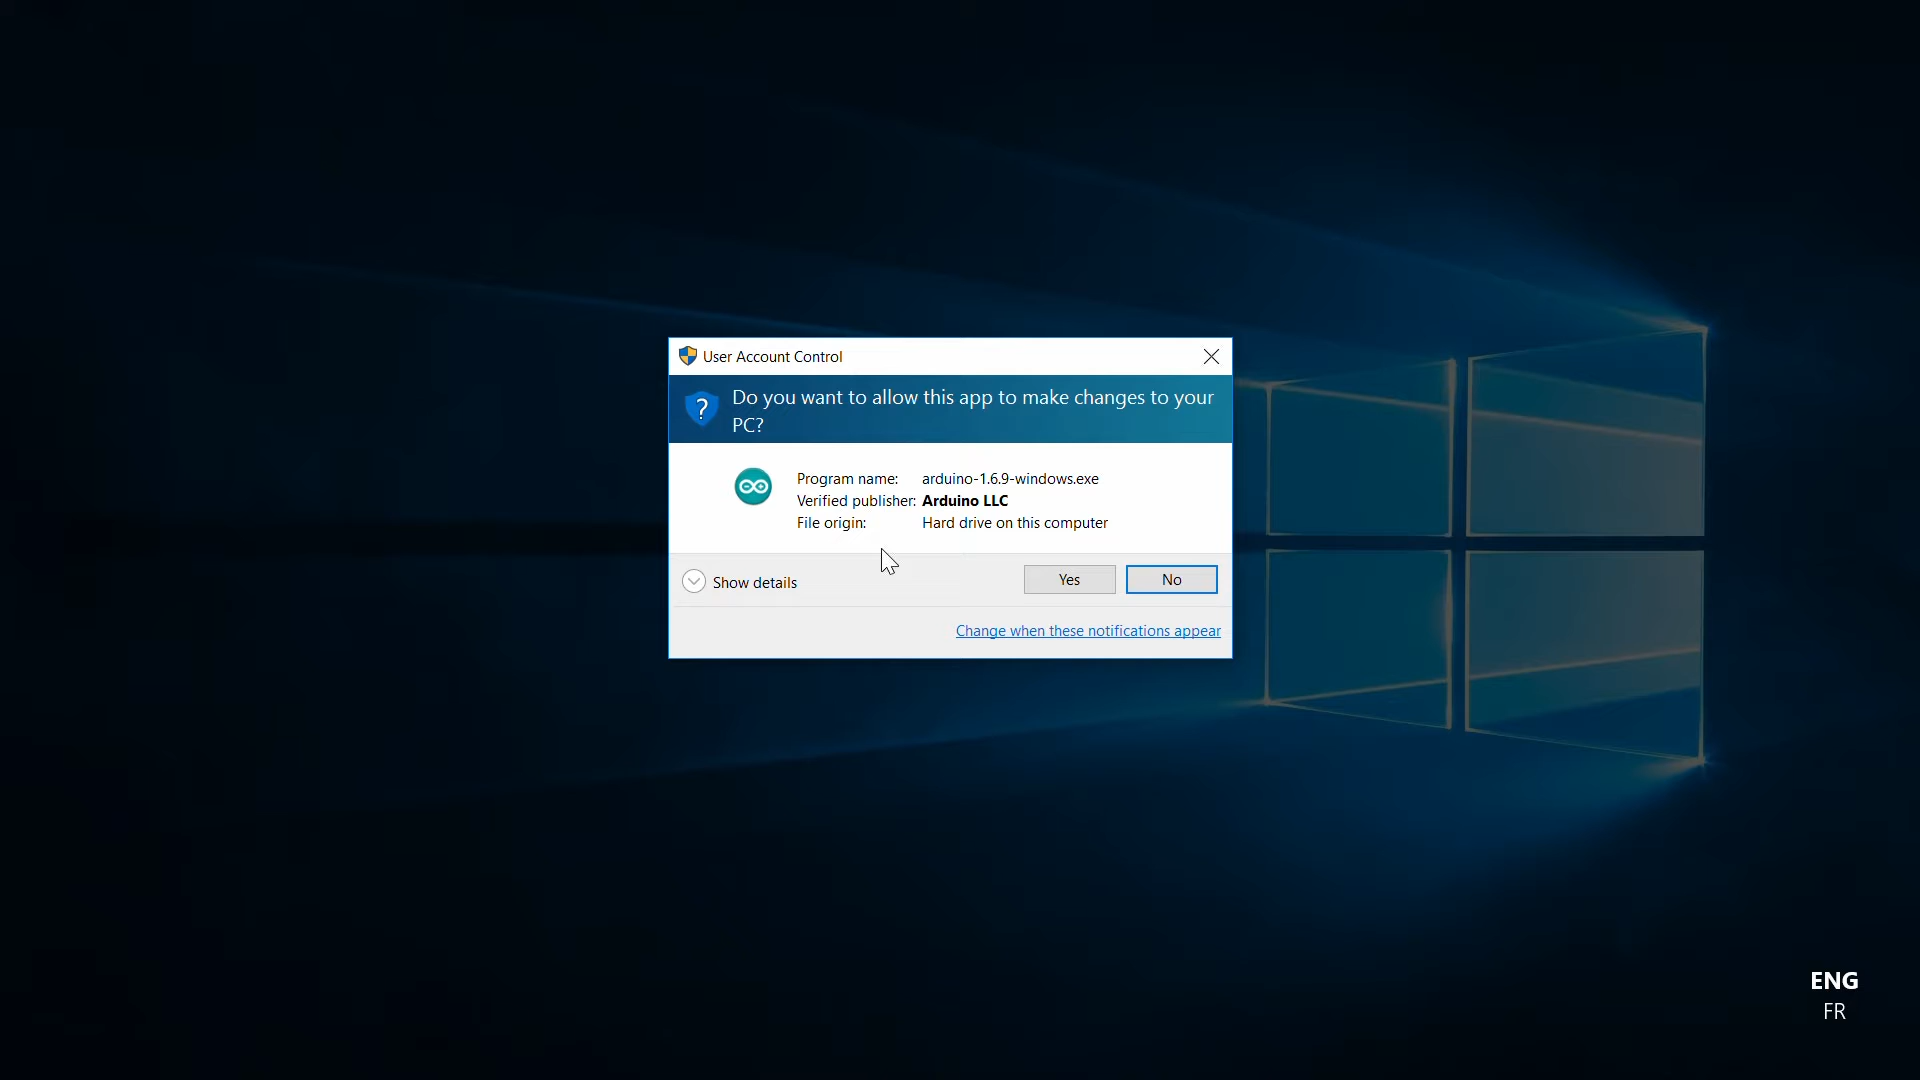 User Account Control
Do you want to allow this app to make changes to your
PC?
Program name: arduino-1.6.9-windows.exe
Verified publisher: Arduino LLC
File origin: Hard drive on this computer
Show details
Yes
No
Change when these notifications appear
ENG
FR